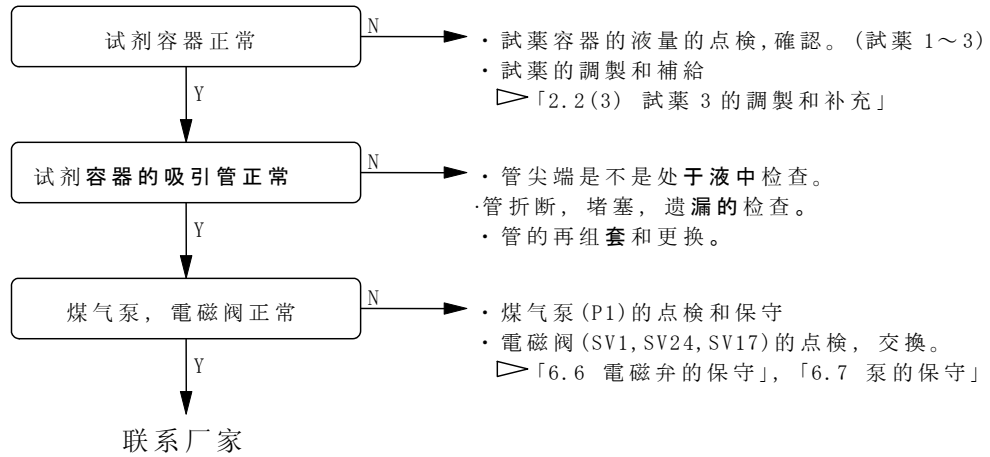 试剂容器正常
N
・試薬容器的液量的点検,確認。(試薬 1～3)
・試薬的調製和補給
「2.2(3) 試薬 3 的調製和补充」
Y
试剂容器的吸引管正常
N
・管尖端是不是处于液中检查。
·管折断, 堵塞, 遗漏的检查。
・管的再组套和更换。
Y
煤气泵, 電磁阀正常
N
・煤气泵(P1)的点検和保守
・電磁阀(SV1,SV24,SV17)的点検, 交換。
「6.6 電磁弁的保守」, 「6.7 泵的保守」
Y
联系厂家